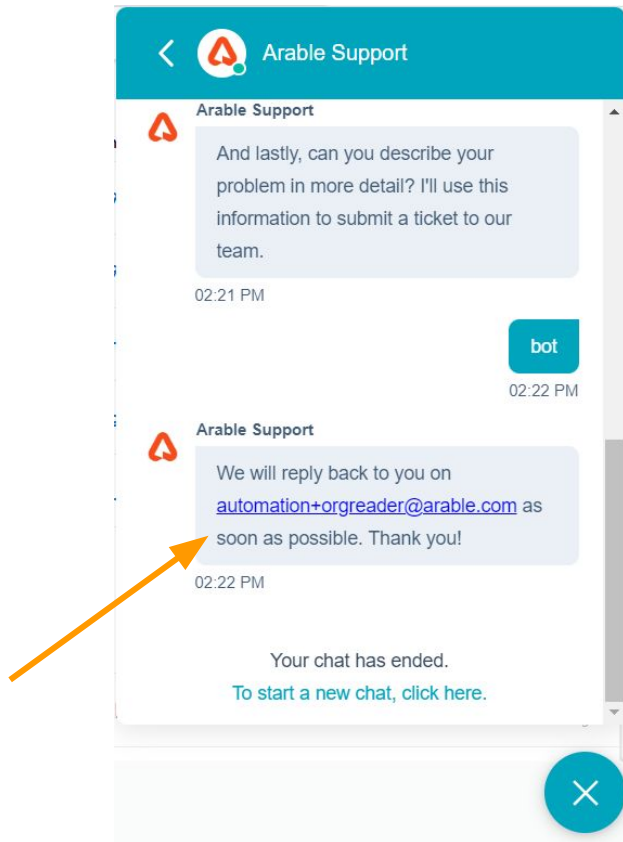 Arable Support
Arable Support
And lastly, can you describe your
problem in more detail? I'll use this
information to submit a ticket to our
team.
02:21 PM
bot
02:22 PM
Arable Support
We will reply back to you on
automation+orgreader@arable.com as
soon as possible. Thank you!
02:22 PM
Your chat has ended.
To start a new chat, click here.